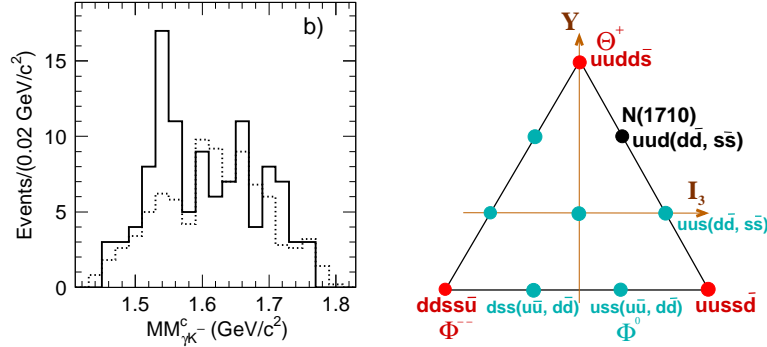 b)
Events/(0.02 GeV/c²)
15
10
5
0
1.5
1.6
1.7
1.8
MMᶜγK⁻ (GeV/c²)
Y
Θ⁺
uudds̄
N(1710)
uud(dd̄, ss̄)
I₃
uus(dd̄, ss̄)
ddssū
dss(uū, dd̄)
uss(uū, dd̄)
uussd̄
Φ⁻⁻
Φ⁰